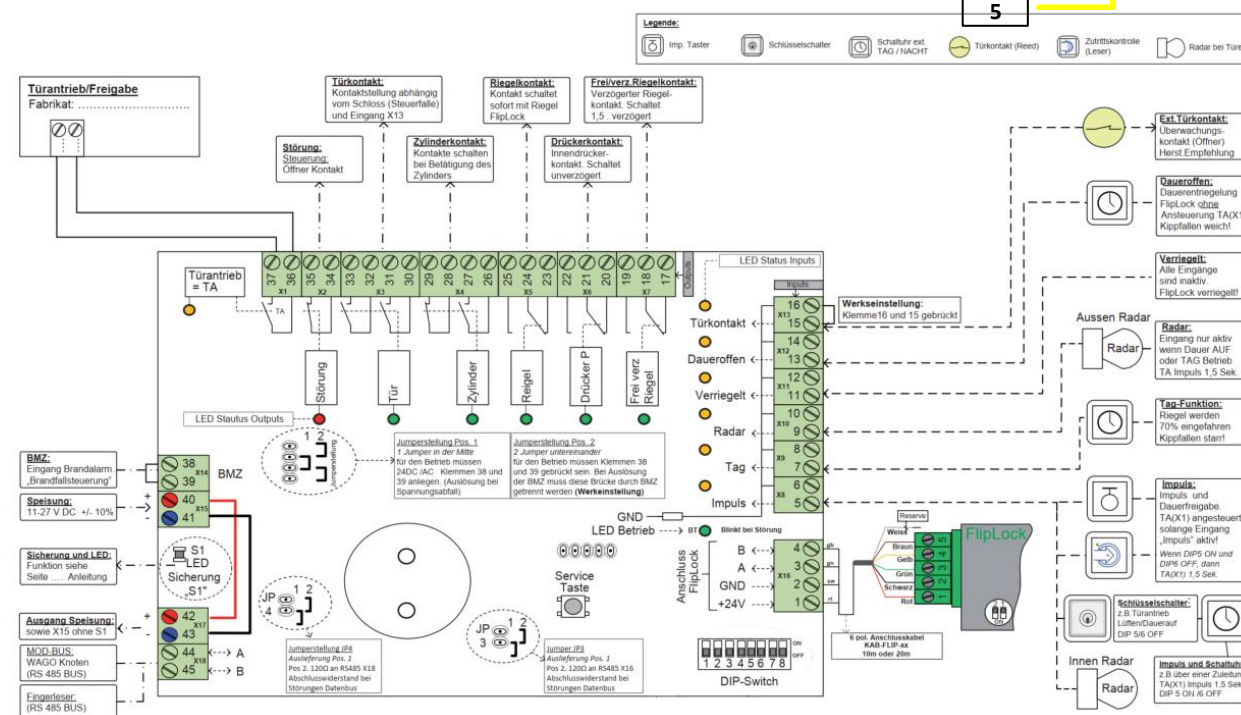 5
Legende:
Imp. Taster
Schlüsselschalter
Schaltuhr ext.
TAG / NACHT
Türkontakt (Reed)
Zutrittskontrolle
(Leser)
Radar bei Türe
Türantrieb/Freigabe
Fabrikat:
Türkontakt:
Kontaktstellung abhängig
vom Schloss (Steuerfalle)
und Eingang X13
Riegelkontakt:
Kontakt schaltet
sofort mit Riegel
FlipLock
Frei/verz.Riegelkontakt:
Verzögerter Riegel-
kontakt. Schaltet
1,5 . verzögert
Störung:
Steuerung:
Öffner Kontakt
Zylinderkontakt:
Kontakte schalten
bei Betätigung des
Zylinders
Drückerkontakt:
Innendrücker-
kontakt. Schaltet
unverzögert
Ext.Türkontakt:
Überwachungs-
kontakt (Öffner)
Herst.Empfehlung
Daueroffen:
Dauerentriegelung
FlipLock ohne
Ansteuerung TA(X1
Kippfallen weich!
Verriegelt:
Alle Eingänge
sind inaktiv.
FlipLock verriegelt!
Aussen Radar
Radar
Radar:
Eingang nur aktiv
wenn Dauer AUF
oder TAG Betrieb
TA Impuls 1,5 Sek.
Tag-Funktion:
Riegel werden
70% eingefahren
Kippfallen starr!
Impuls:
Impuls und
Dauerfreigabe.
TA(X1) angesteuert
solange Eingang
„Impuls" aktiv!
Wenn DIP5 ON und
DIP6 OFF, dann
TA(X1) 1,5 Sek.
Schlüsselschalter:
z.B.Türantrieb
Lüften/Dauerauf
DIP 5/6 OFF
Innen Radar
Radar
Impuls und Schaltuhr
z.B.über einer Zuleitung
TA(X1) Impuls 1,5 Sek
DIP 5 ON /6 OFF
Türantrieb
= TA
37 36 35 34 33 32 31 30 29 28 27 26 25 24 23 22 21 20 19 18 17
X1 X2 X3 X4 X5 X6 X7
Outputs
TA
Störung
Tür
Zylinder
Reigel
Drücker P
Frei verz
Riegel
LED Stautus Outputs
LED Status Inputs
Inputs
Werkseinstellung:
Klemme16 und 15 gebrückt
Türkontakt
16
X13
15
Daueroffen
14
X12
13
Verriegelt
12
X11
11
Radar
10
X10
9
Tag
8
X9
7
Impuls
6
X8
5
GND
LED Betrieb
BT
Blinkt bei Störung
1 2
Jumperstellung
Jumperstellung Pos. 1
1 Jumper in der Mitte
für den Betrieb müssen
24DC /AC Klemmen 38 und
39 anliegen. (Auslösung bei
Spannungsabfall)
Jumperstellung Pos. 2
2 Jumper untereinander
für den Betrieb müssen Klemmen 38
und 39 gebrückt sein. Bei Auslösung
der BMZ muss diese Brücke durch BMZ
getrennt werden (Werkeinstellung)
BMZ:
Eingang Brandalarm
„Brandfallsteuerung"
38
X14
39
BMZ
Speisung:
11-27 V DC +/- 10%
+
-
40
X15
41
Sicherung und LED:
Funktion siehe
Seite ..... Anleitung
S1
LED
Sicherung
„S1"
Ausgang Speisung:
sowie X15 ohne S1
+
-
42
X17
43
MOD-BUS:
WAGO Knoten
(RS 485 BUS)
44
X18
45
A
B
Fingerleser:
(RS 485 BUS)
JP
4
1 2
Jumperstellung JP4
Auslieferung Pos. 1
Pos 2, 120Ω an RS485 X18
Abschlusswiderstand bei
Störungen Datenbus
JP
3
1 2
Jumper JP3
Auslieferung Pos. 1
Pos 2, 120Ω an RS485 X16
Abschlusswiderstand bei
Störungen Datenbus
Service
Taste
Anschluss
FlipLock
B
A
GND
+24V
4
3
X16
2
1
gb
gn
sw
rt
Reserve
Weiss
Braun
Gelb
Grün
Schwarz
Rot
FlipLock
ON
6 pol. Anschlusskabel
KAB-FLIP-xx
10m oder 20m
ON
OFF
1 2 3 4 5 6 7 8
DIP-Switch